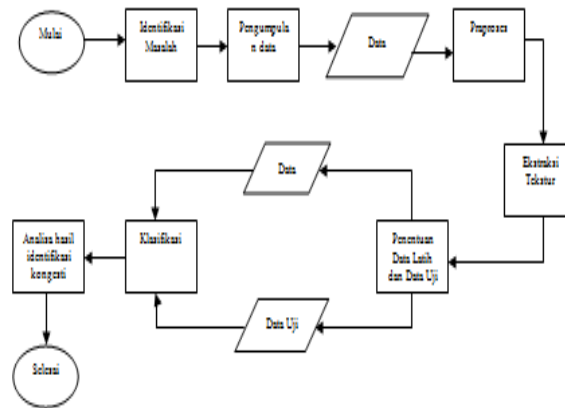 Mulai
Identifikasi
Masalah
Pengumpula
n data
Data
Praproses
Ekstraksi
Tekstur
Data
Penentuan
Data Latih
dan Data Uji
Klasifikasi
Analisa hasil
identifikasi
kongesti
Data Uji
Selesai